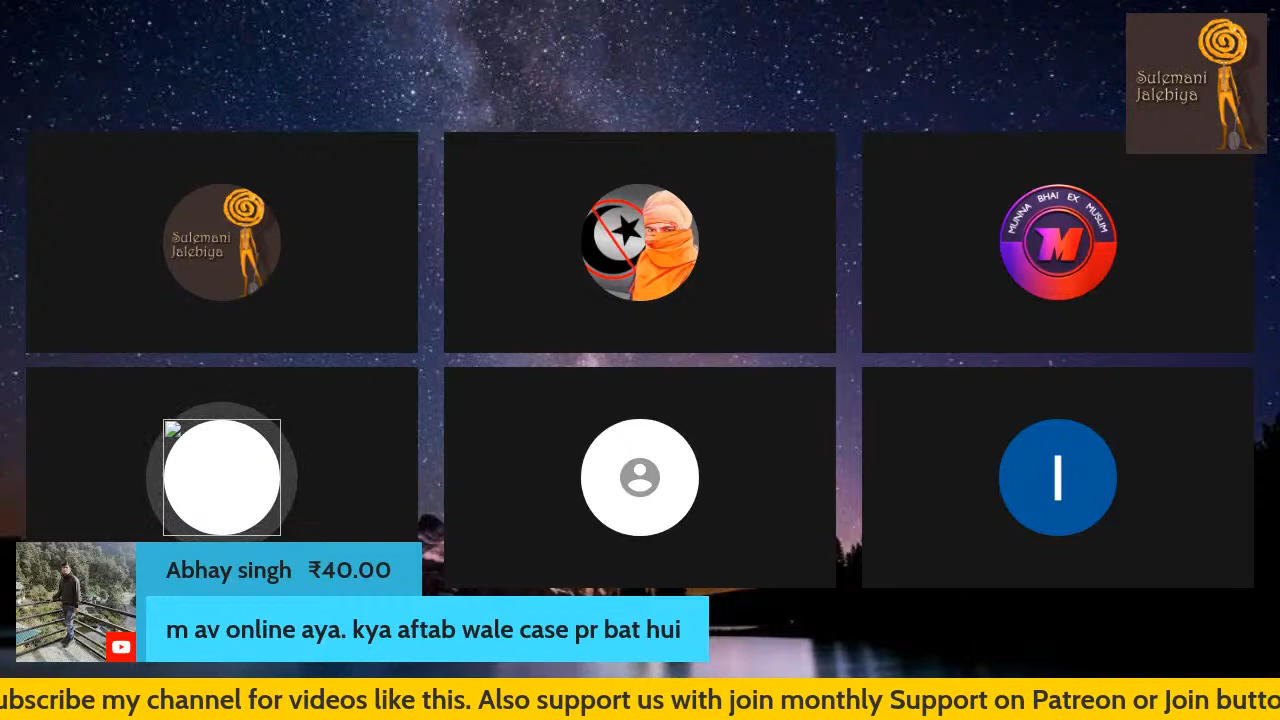 Sulemani
Jalebiya
Sulemani
Jalebiya
MUNNA BHAI EX MUSLIM
M
I
Abhay singh ₹40.00
m av online aya. kya aftab wale case pr bat hui
ubscribe my channel for videos like this. Also support us with join monthly Support on Patreon or Join butto